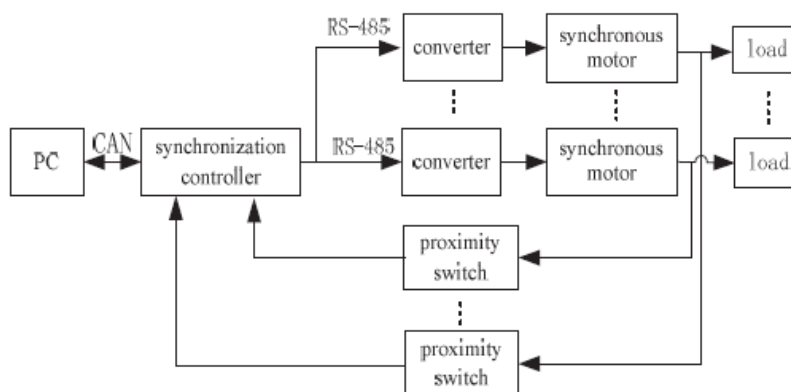 RS-485
converter
synchronous
motor
load
PC
CAN
synchronization
controller
RS-485
converter
synchronous
motor
load
proximity
switch
proximity
switch